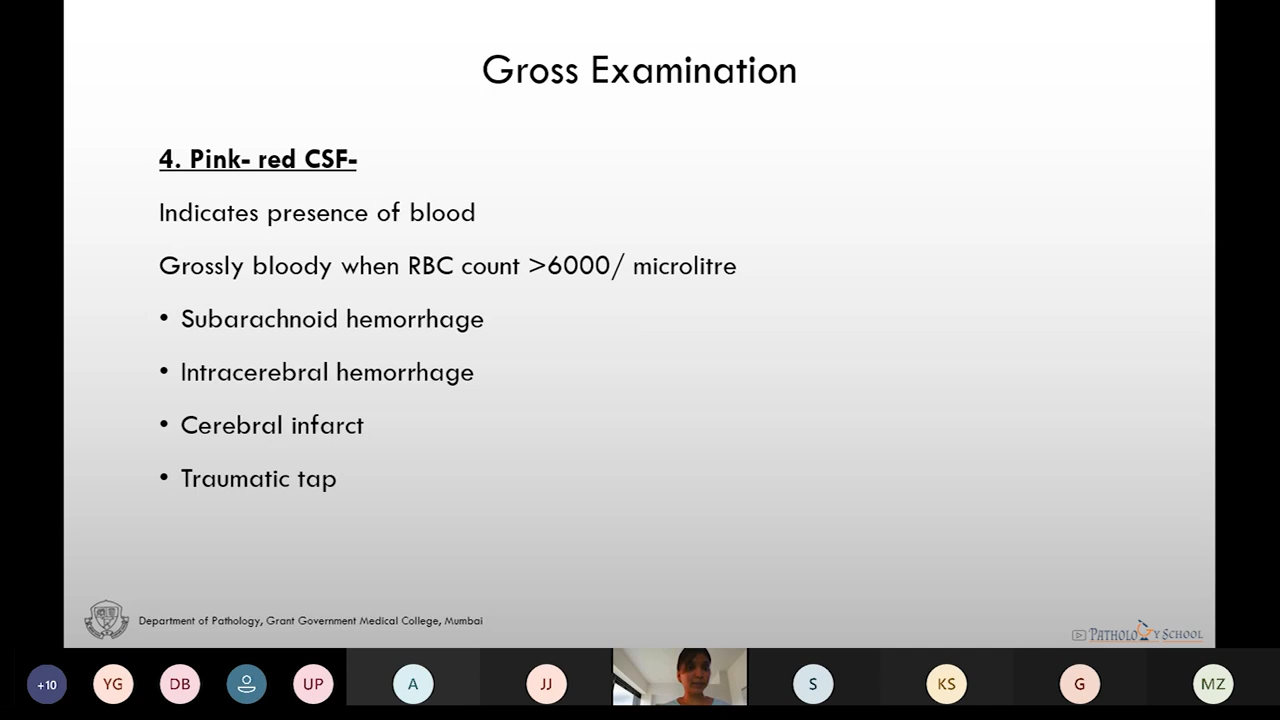 Gross Examination
4. Pink- red CSF-
Indicates presence of blood
Grossly bloody when RBC count >6000/ microlitre
• Subarachnoid hemorrhage
• Intracerebral hemorrhage
• Cerebral infarct
• Traumatic tap
Department of Pathology, Grant Government Medical College, Mumbai
PATHOLOGY SCHOOL
+10 YG DB UP A JJ S KS G MZ